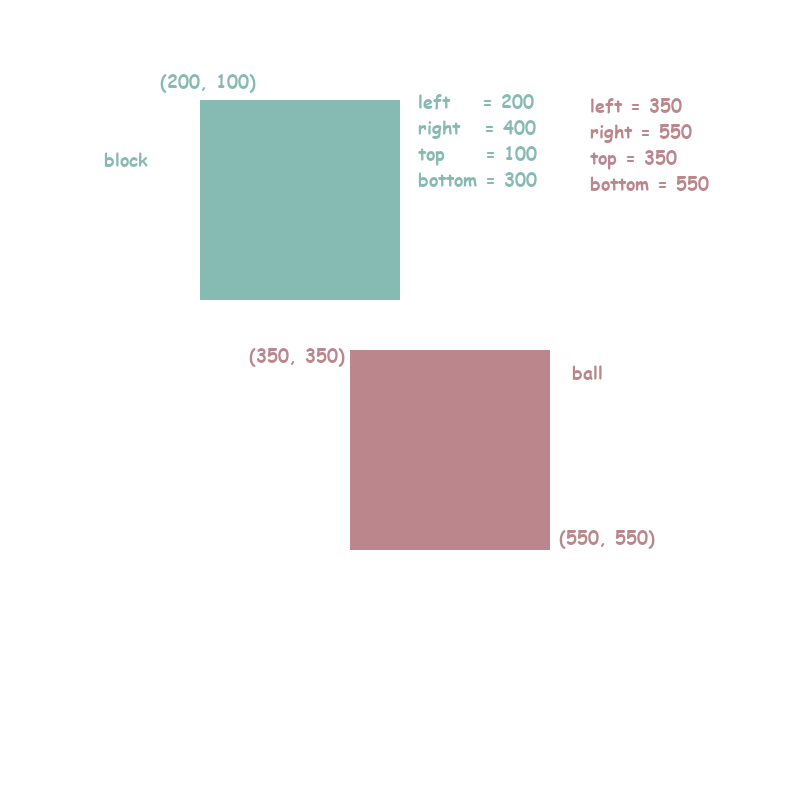 (200, 100)
left = 200
right = 400
top = 100
bottom = 300
left = 350
right = 550
top = 350
bottom = 550
block
(350, 350)
ball
(550, 550)